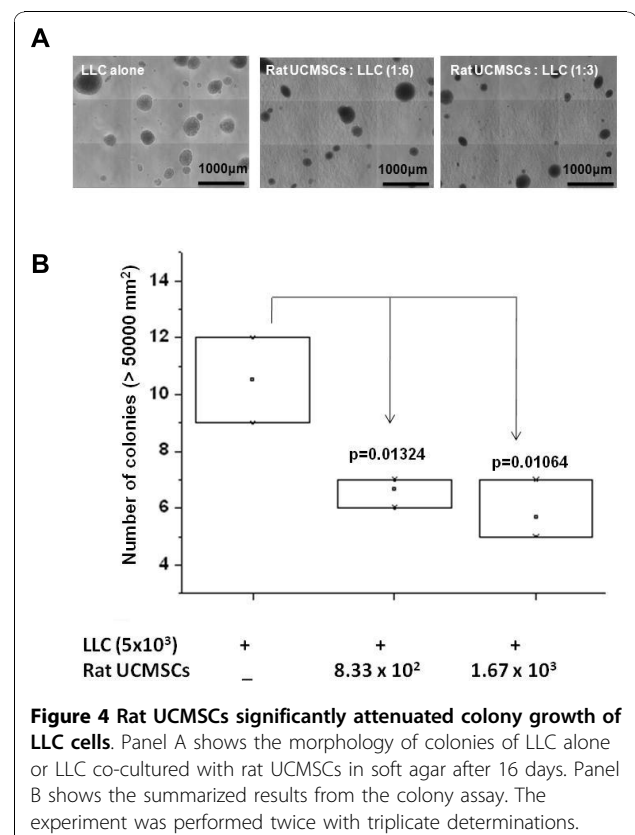 A
LLC alone
Rat UCMSCs : LLC (1:6)
Rat UCMSCs : LLC (1:3)
1000µm
1000µm
1000µm
B
Number of colonies (> 50000 mm²)
14
12
10
8
6
4
p=0.01324
p=0.01064
LLC (5x10³) + + +
Rat UCMSCs _ 8.33 x 10² 1.67 x 10³
Figure 4 Rat UCMSCs significantly attenuated colony growth of
LLC cells. Panel A shows the morphology of colonies of LLC alone
or LLC co-cultured with rat UCMSCs in soft agar after 16 days. Panel
B shows the summarized results from the colony assay. The
experiment was performed twice with triplicate determinations.